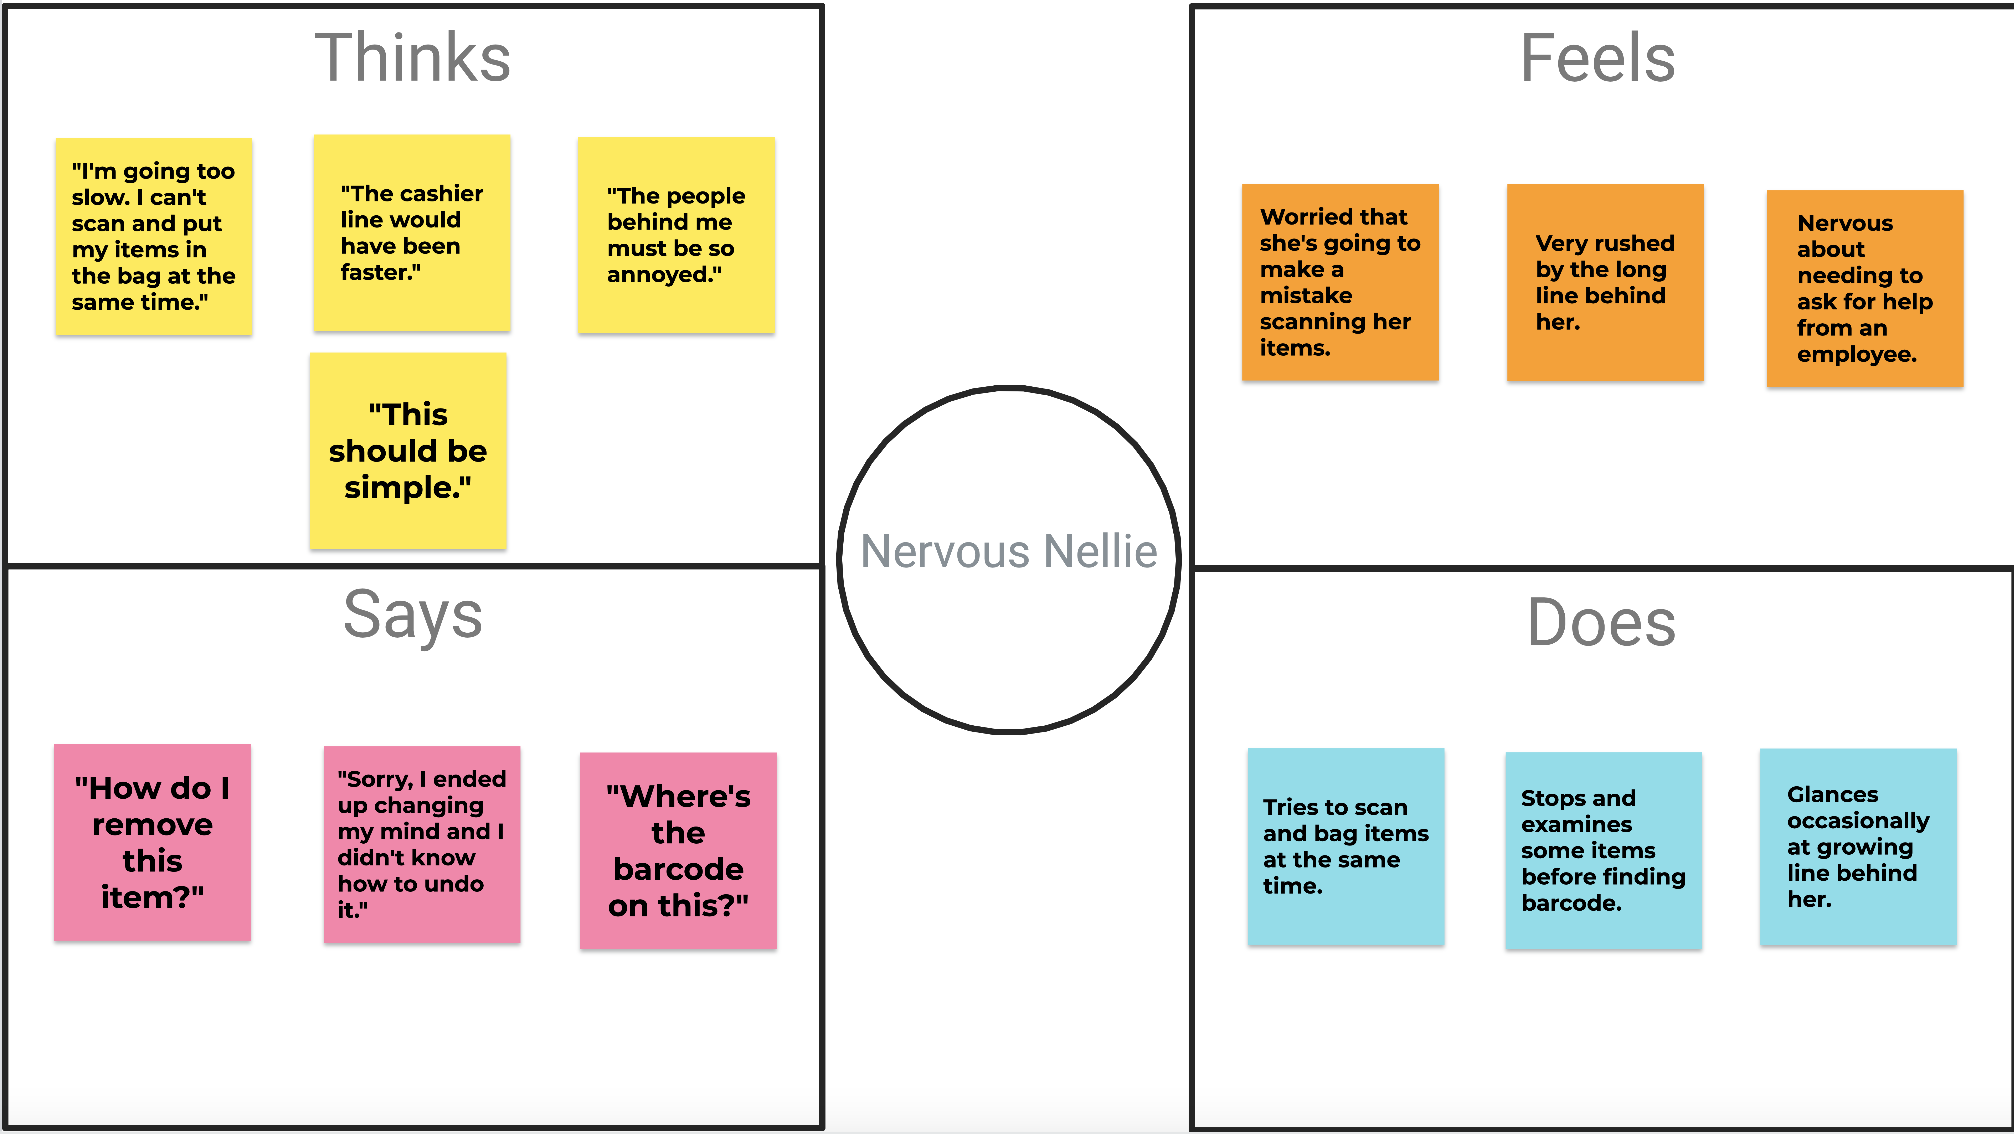 Thinks
"I'm going too
slow. I can't
scan and put
my items in
the bag at the
same time."
"The cashier
line would
have been
faster."
"The people
behind me
must be so
annoyed."
"This
should be
simple."
Feels
Worried that
she's going to
make a
mistake
scanning her
items.
Very rushed
by the long
line behind
her.
Nervous
about
needing to
ask for help
from an
employee.
Nervous Nellie
Says
"How do I
remove
this
item?"
"Sorry, I ended
up changing
my mind and I
didn't know
how to undo
it."
"Where's
the
barcode
on this?"
Does
Tries to scan
and bag items
at the same
time.
Stops and
examines
some items
before finding
barcode.
Glances
occasionally
at growing
line behind
her.